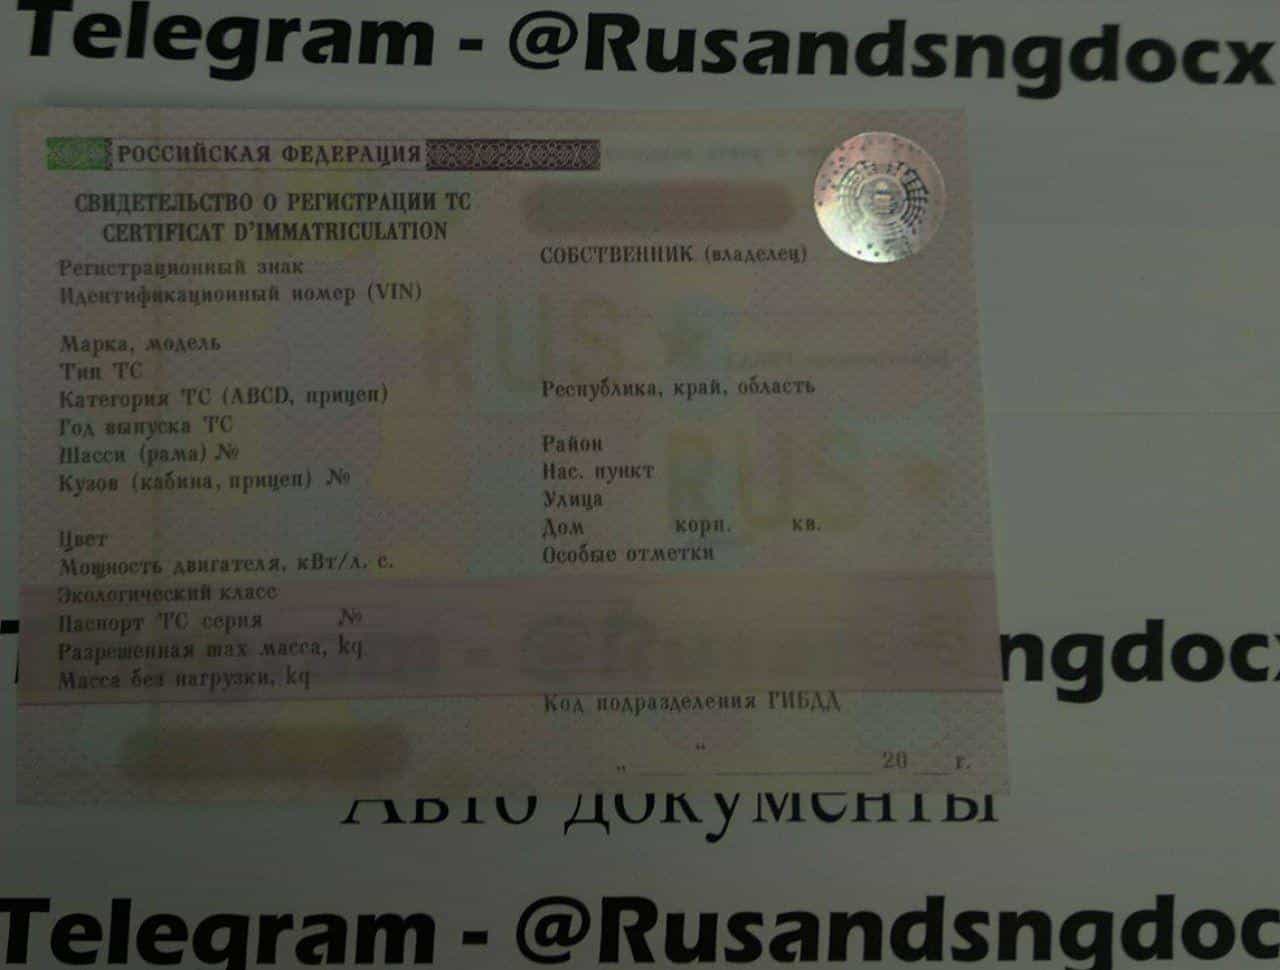 Telegram - @Rusandsngdocx
РОССИЙСКАЯ ФЕДЕРАЦИЯ
СВИДЕТЕЛЬСТВО О РЕГИСТРАЦИИ ТС
CERTIFICAT D'IMMATRICULATION
Регистрационный знак
Идентификационный номер (VIN)
Марка, модель
Тип ТС
Категория ТС (ABCD, прицеп)
Год выпуска ТС
Шасси (рама) №
Кузов (кабина, прицеп) №
Цвет
Мощность двигателя, кВт/л. с.
Экологический класс
Паспорт ТС серия №
Разрешенная max масса, kg
Масса без нагрузки, kg
СОБСТВЕННИК (владелец)
RUS
Республика, край, область
RUS
Район
Нас. пункт
Улица
Дом корп. кв.
Особые отметки
Код подразделения ГИБДД
„ “ 20 г.
ngdocx
Авто документы
Telegram - @Rusandsngdoc